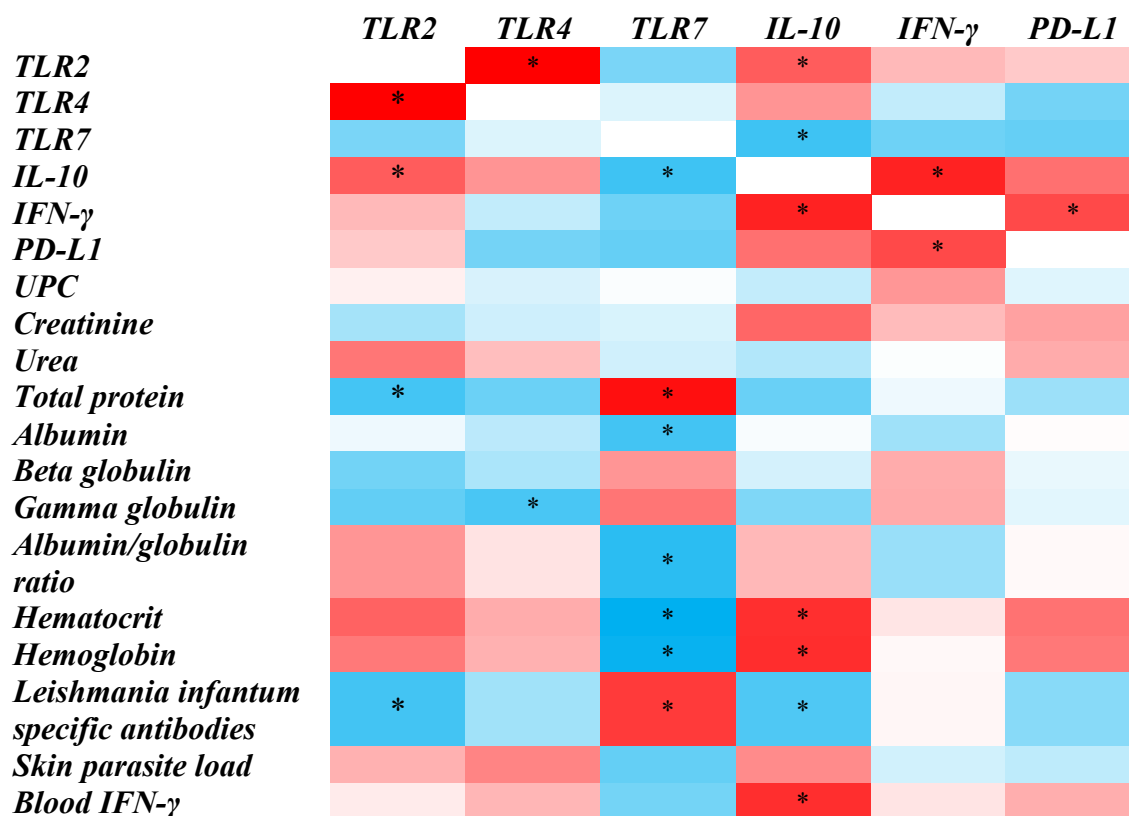 TLR2 TLR4 TLR7 IL-10 IFN-γ PD-L1
TLR2 * *
TLR4 *
TLR7 *
IL-10 * * *
IFN-γ * *
PD-L1 *
UPC
Creatinine
Urea
Total protein * *
Albumin *
Beta globulin
Gamma globulin *
Albumin/globulin
ratio *
Hematocrit * *
Hemoglobin * *
Leishmania infantum
specific antibodies * * *
Skin parasite load
Blood IFN-γ *